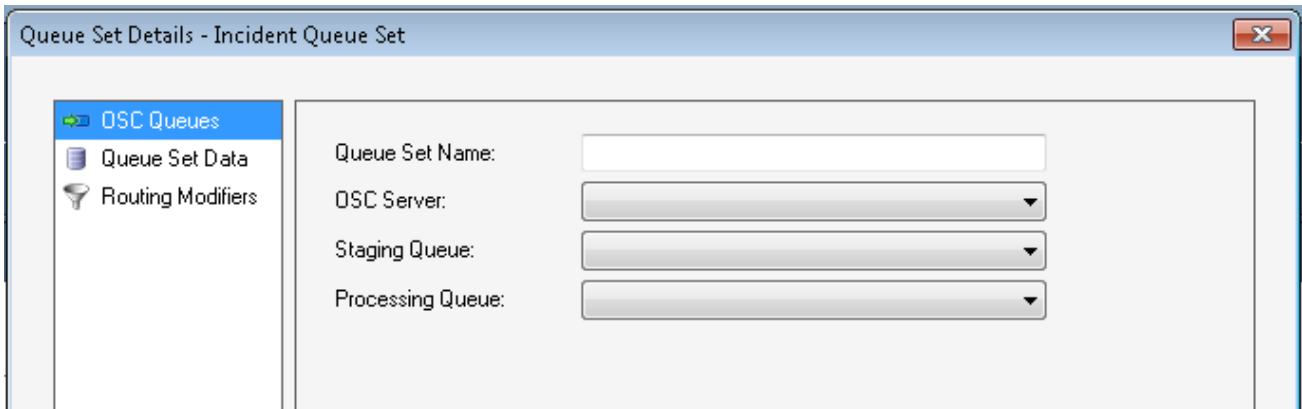 Queue Set Details - Incident Queue Set
OSC Queues
Queue Set Data
Routing Modifiers
Queue Set Name:
OSC Server:
Staging Queue:
Processing Queue: